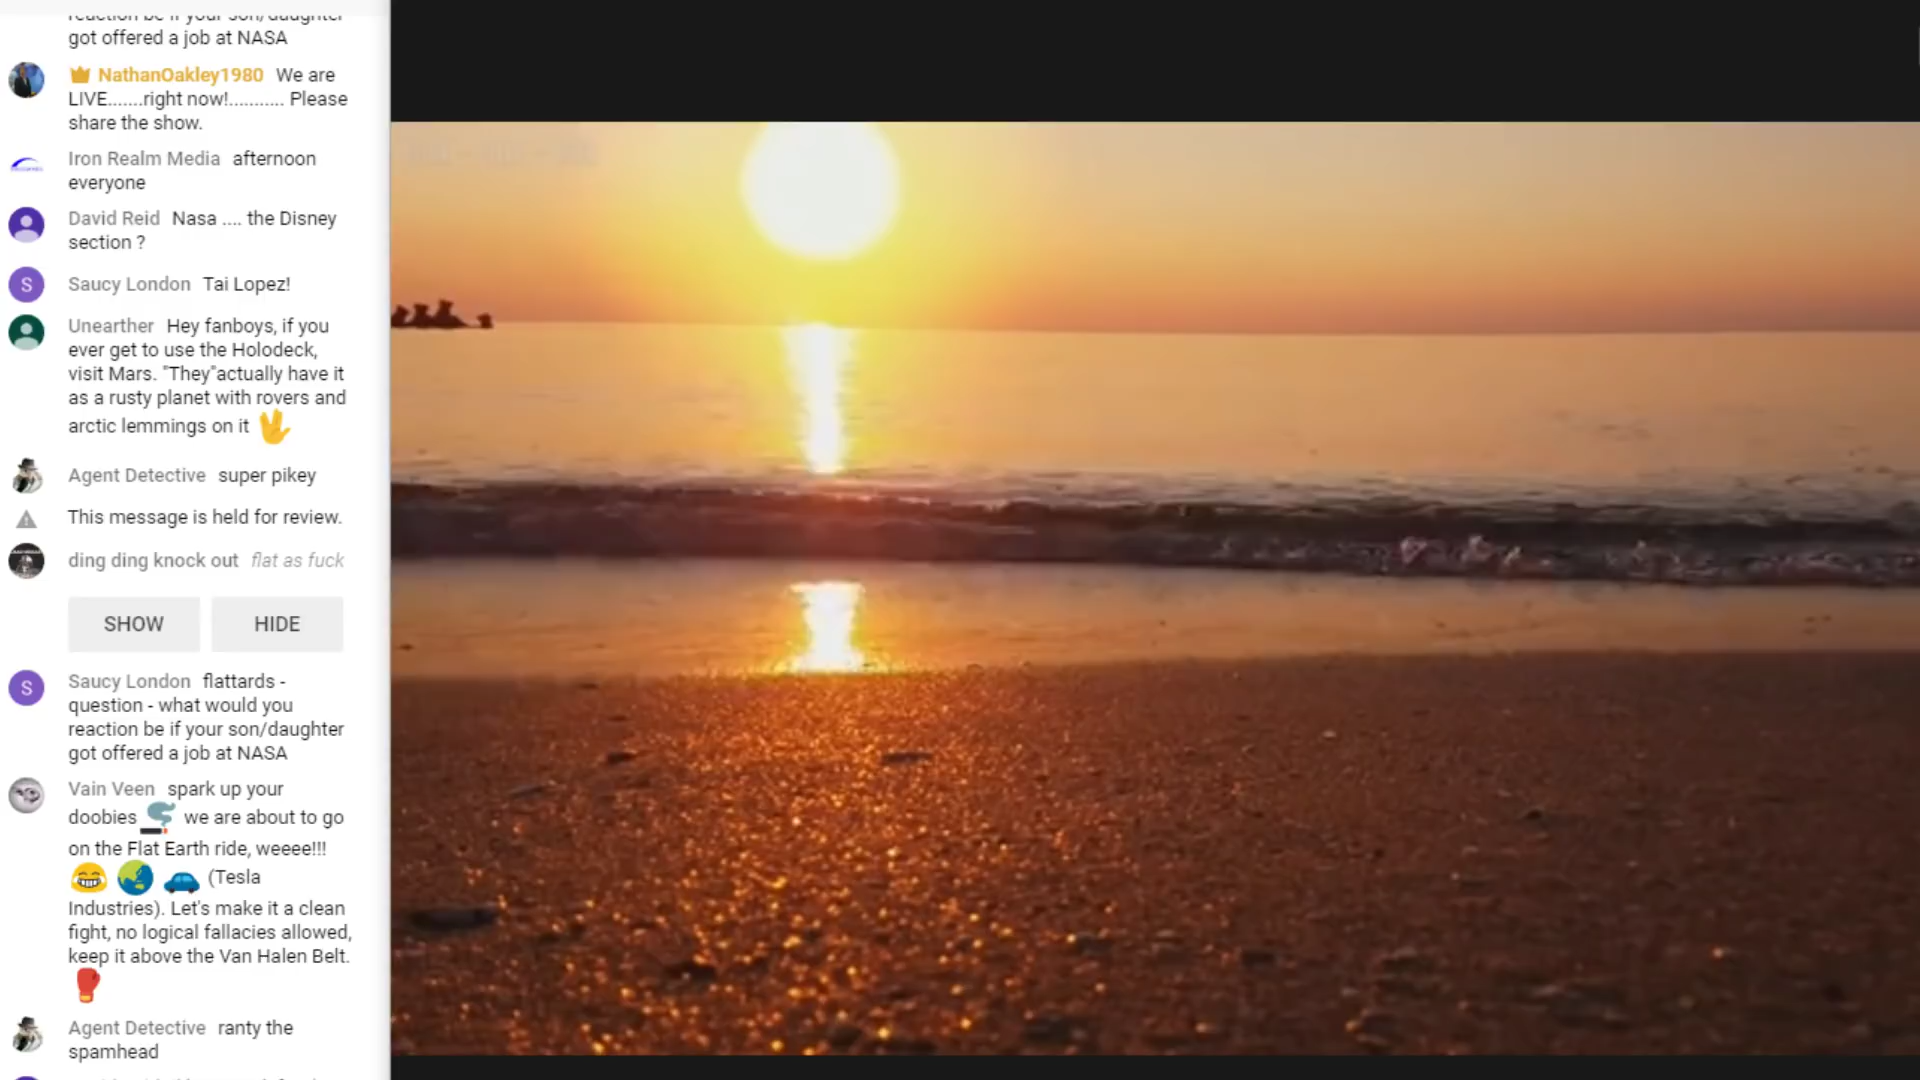 reaction be if your son/daughter
got offered a job at NASA
NathanOakley1980 We are
LIVE.......right now!........... Please
share the show.
Iron Realm Media afternoon
everyone
David Reid Nasa .... the Disney
section ?
S Saucy London Tai Lopez!
Unearther Hey fanboys, if you
ever get to use the Holodeck,
visit Mars. "They"actually have it
as a rusty planet with rovers and
arctic lemmings on it
Agent Detective super pikey
This message is held for review.
ding ding knock out flat as fuck
SHOW HIDE
S Saucy London flattards -
question - what would you
reaction be if your son/daughter
got offered a job at NASA
Vain Veen spark up your
doobies we are about to go
on the Flat Earth ride, weeee!!!
(Tesla
Industries). Let's make it a clean
fight, no logical fallacies allowed,
keep it above the Van Halen Belt.
Agent Detective ranty the
spamhead